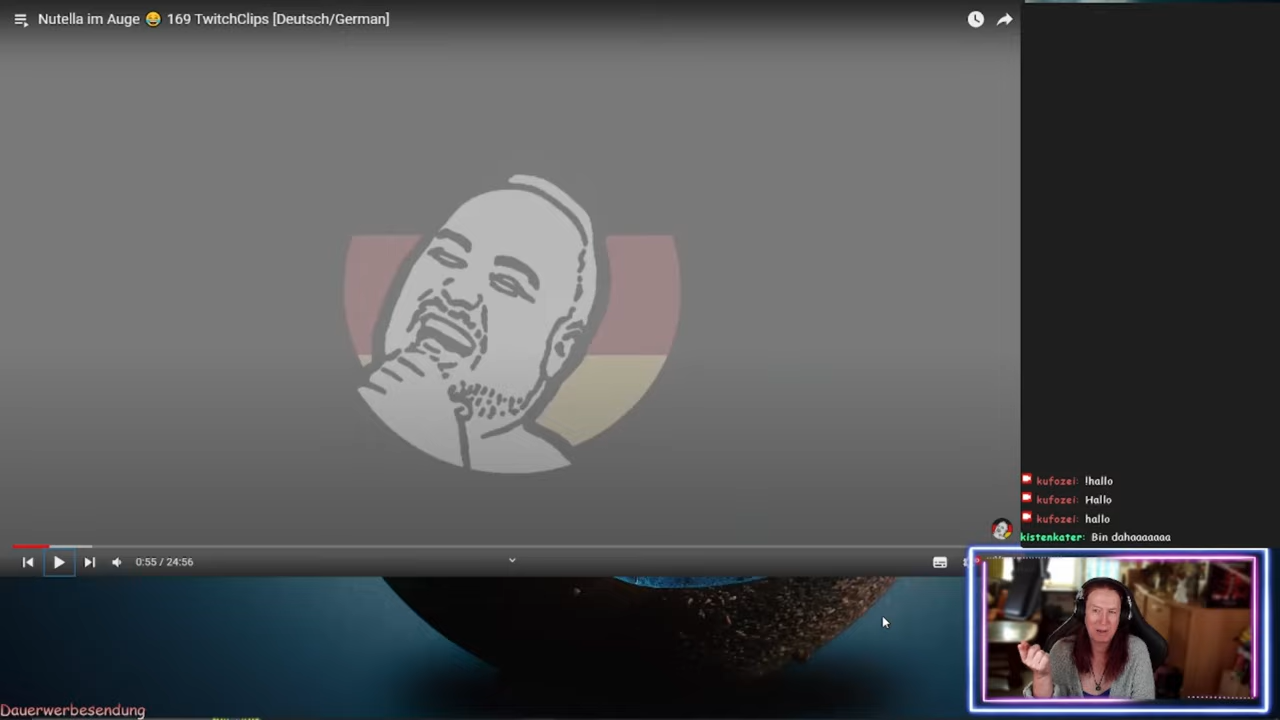 Nutella im Auge 😂 169 TwitchClips [Deutsch/German]
kufozei: !hallo
kufozei: Hallo
kufozei: hallo
kistenkater: Bin dahaaaaaaa
0:55 / 24:56
Dauerwerbesendung